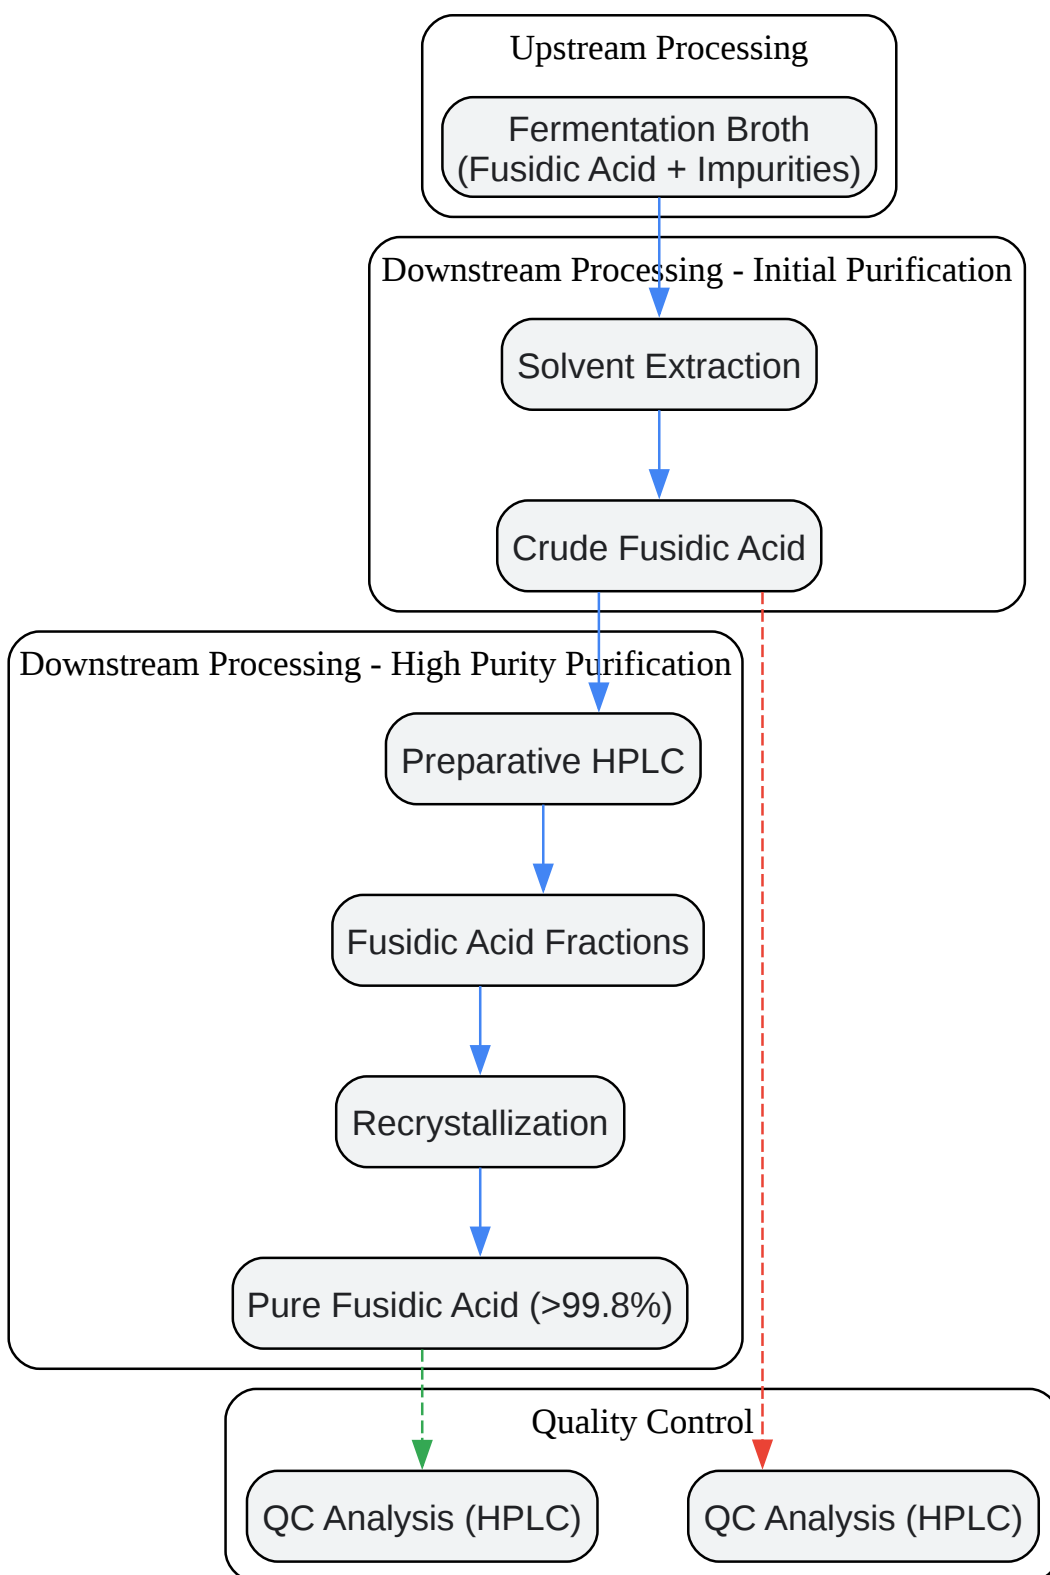 Upstream Processing
Fermentation Broth
(Fusidic Acid + Impurities)
Downstream Processing - Initial Purification
Solvent Extraction
Crude Fusidic Acid
Downstream Processing - High Purity Purification
Preparative HPLC
Fusidic Acid Fractions
Recrystallization
Pure Fusidic Acid (>99.8%)
Quality Control
QC Analysis (HPLC)
QC Analysis (HPLC)